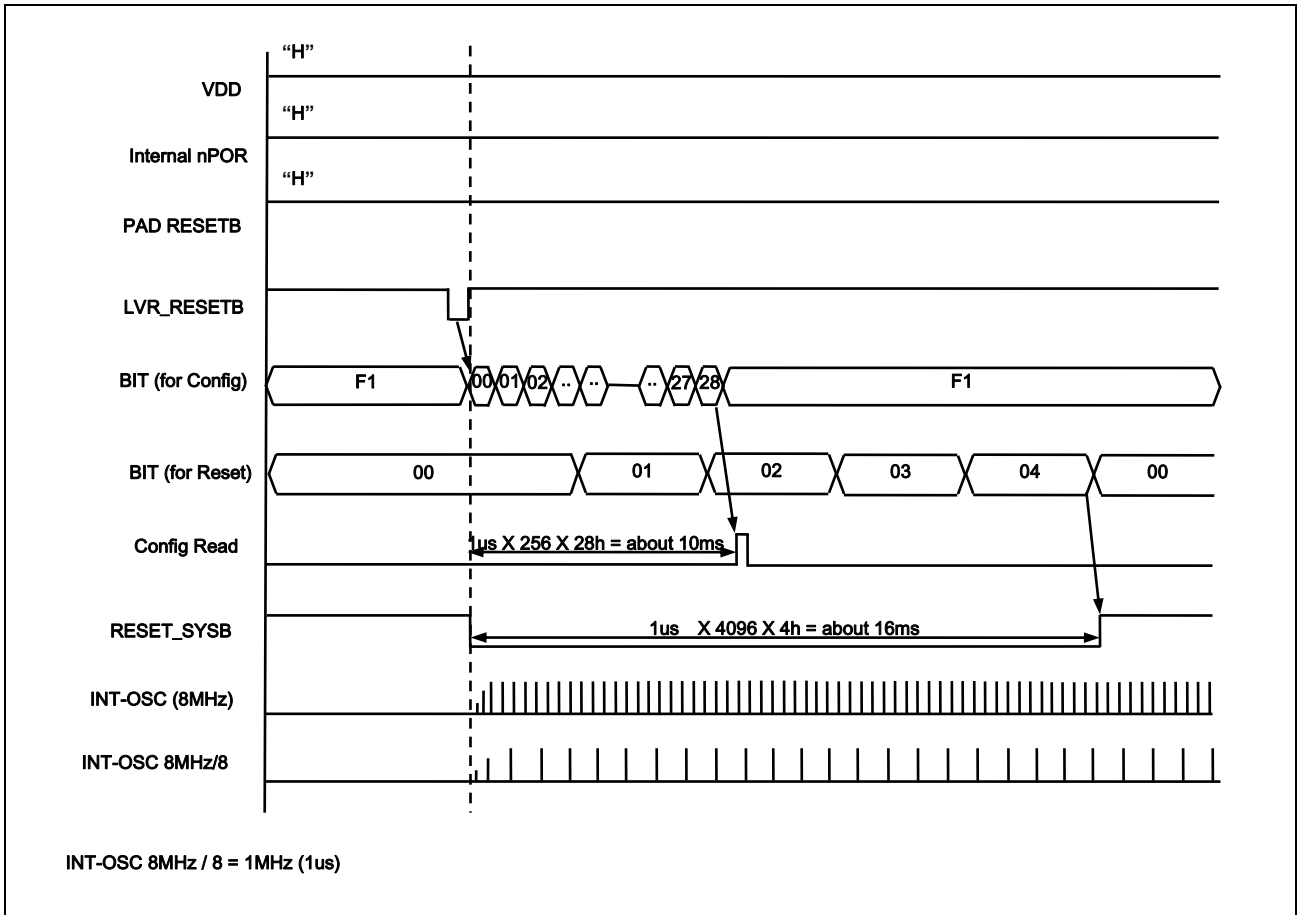 “H”
VDD
“H”
Internal nPOR
“H”
PAD RESETB
LVR_RESETB
BIT (for Config) F1 00 01 02 .. .. .. 27 28 F1
BIT (for Reset) 00 01 02 03 04 00
Config Read 1us X 256 X 28h = about 10ms
RESET_SYSB 1us X 4096 X 4h = about 16ms
INT-OSC (8MHz)
INT-OSC 8MHz/8
INT-OSC 8MHz / 8 = 1MHz (1us)